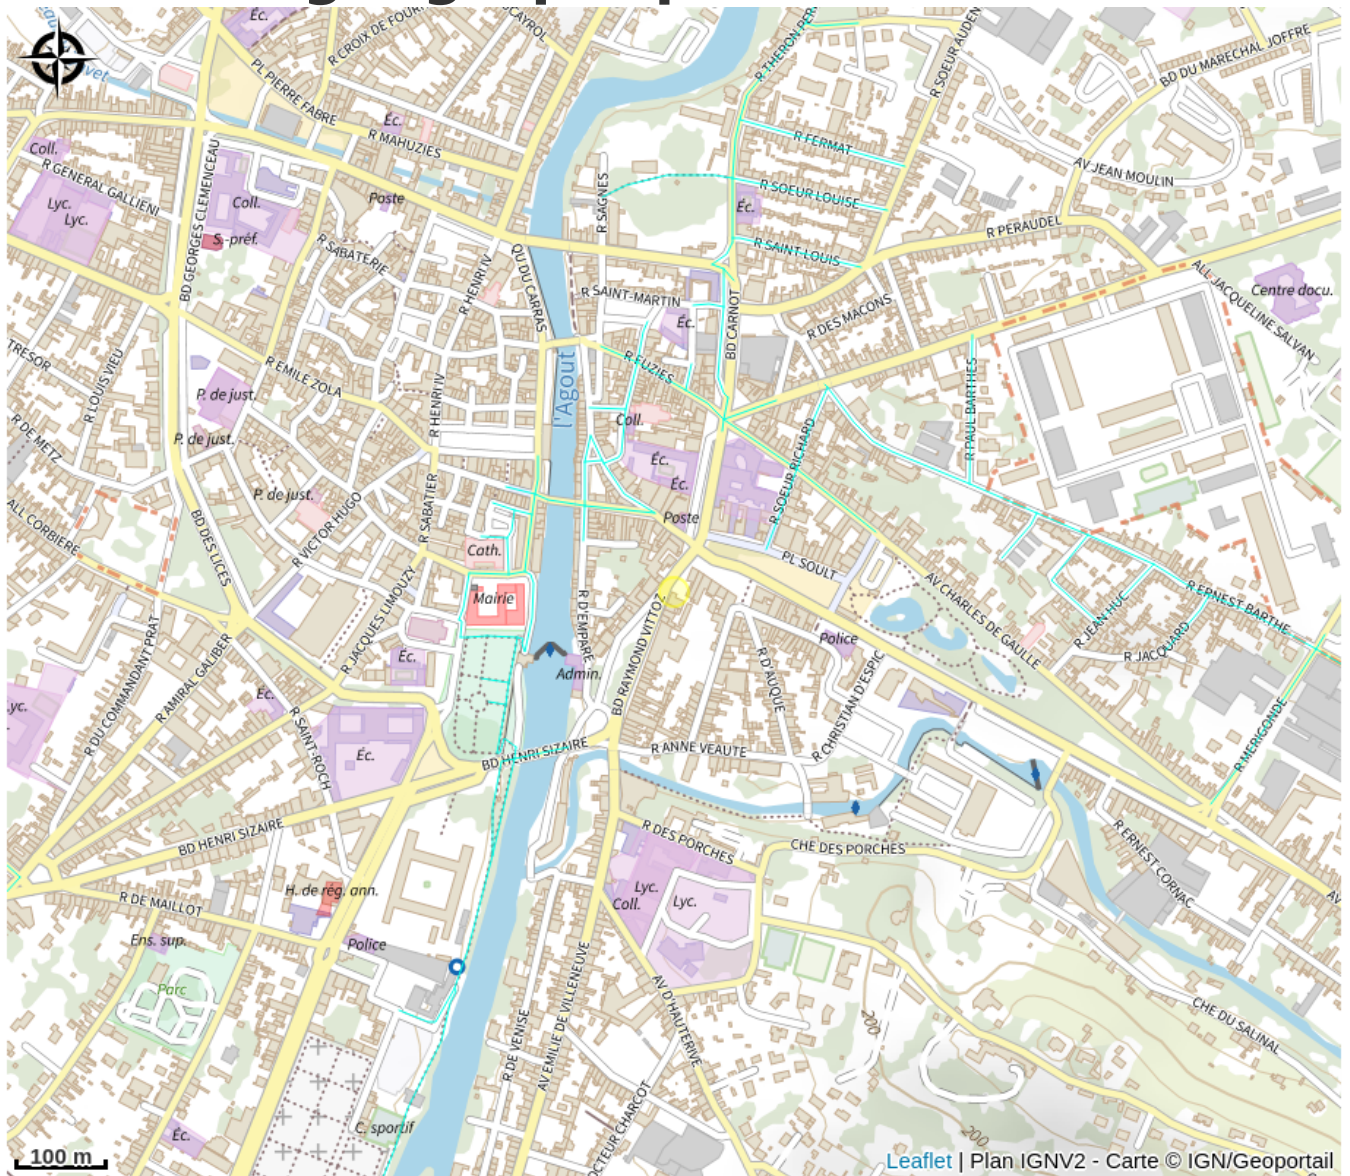 Éc.
R CROIX DE FOUR
CAYROL
R THERON PER
R SOEUR AUDEN
BD DU MARECHAL JOFFRE
vet
PL PIERRE FABRE
Éc.
R MAHUZIES
R FERMAT
Coll.
R GENERAL GALLIENI
Lyc.
Lyc.
BD GEORGES CLEMENCEAU
Coll.
Poste
S.-préf.
R SAGNES
R SOEUR LOUISE
Éc.
AV JEAN MOULIN
R SABATERIE
R HENRI IV
QU DU CARRAS
R SAINT-LOUIS
R PERAUDEL
ALL JACQUELINE SALVAN
Centre docu.
R SAINT-MARTIN
Éc.
BD CARNOT
R DES MACONS
TRESOR
R LOUIS VIEU
R EMILE ZOLA
P. de just.
R HENRI IV
l'Agout
R FUZIES
R PAUL BARTHES
R DE METZ
P. de just.
Coll.
Éc.
Éc.
R SOEUR RICHARD
P. de just.
R VICTOR HUGO
R SABATIER
Poste
ALL CORBIERE
BD DES LICES
Cath.
PL SOULT
Mairie
R D'EMPARE
AV CHARLES DE GAULLE
R ERNEST BARTHE
R JEAN HUC
R JACQUARD
R JACQUES LIMOUZY
BD RAYMOND VITTOZ
Police
R DU COMMANDANT PRAT
R AMIRAL GALIBER
Éc.
Admin.
R D'AUQUE
R CHRISTIAN D'ESPIC
yc.
Éc.
R SAINT-ROCH
Éc.
BD HENRI SIZAIRE
R ANNE VEAUTE
R MERIGONDE
BD HENRI SIZAIRE
R DES PORCHES
CHE DES PORCHES
R ERNEST CORNAC
R DE MAILLOT
H. de rég. ann.
Lyc.
Coll.
Lyc.
AV
Ens. sup.
Police
Parc
R DE VENISE
AV EMILIE DE VILLENEUVE
AV D'HAUTERIVE
200
CHE DU SALINAL
Éc.
C. sportif
OCTEUR CHARCOT
200
100 m
Leaflet | Plan IGNV2 - Carte © IGN/Geoportail